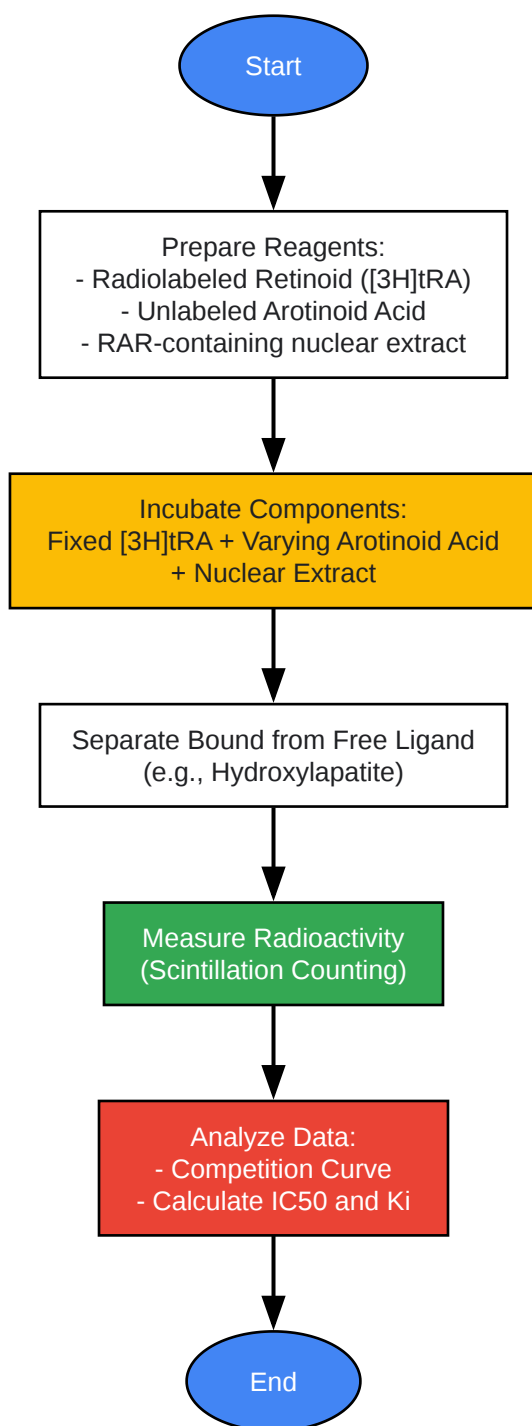 Start
Prepare Reagents:
- Radiolabeled Retinoid ([3H]tRA)
- Unlabeled Arotinoid Acid
- RAR-containing nuclear extract
Incubate Components:
Fixed [3H]tRA + Varying Arotinoid Acid
+ Nuclear Extract
Separate Bound from Free Ligand
(e.g., Hydroxylapatite)
Measure Radioactivity
(Scintillation Counting)
Analyze Data:
- Competition Curve
- Calculate IC50 and Ki
End